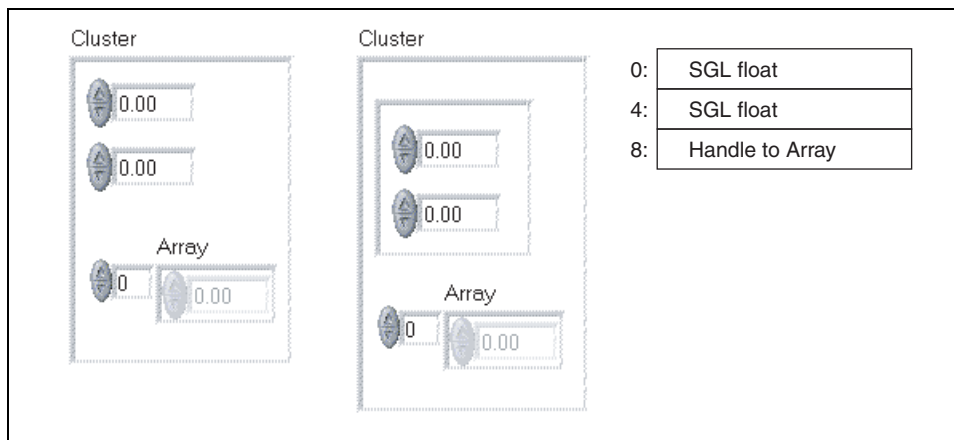 Cluster
0.00
0.00
Array
0
0.00
Cluster
0.00
0.00
Array
0
0.00
0: SGL float
4: SGL float
8: Handle to Array